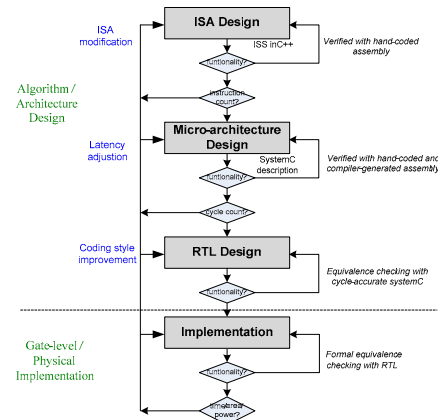 ISA Design
ISA
modification
ISS inC++
Verified with hand-coded
assembly
funtionality?
Algorithm /
Architecture
Design
instruction
count?
Micro-architecture
Design
Latency
adjustion
SystemC
description
Verified with hand-coded and
compiler-generated assembly
funtionality?
cycle count?
Coding style
improvement
RTL Design
Equivalence checking with
cycle-accurate systemC
funtionality?
Implementation
Gate-level /
Physical
Implementation
Formal equivalence
checking with RTL
funtionality?
time/area/
power?